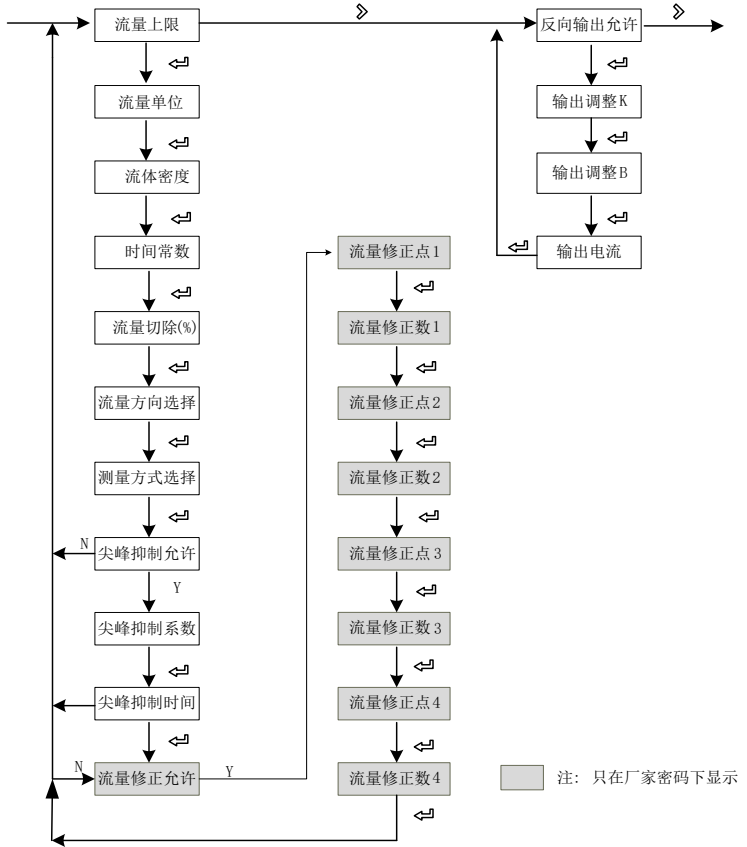 流量上限
流量单位
流体密度
时间常数
流量切除(%)
流量方向选择
测量方式选择
N
尖峰抑制允许
Y
尖峰抑制系数
尖峰抑制时间
N
流量修正允许
Y
流量修正点1
流量修正数1
流量修正点2
流量修正数2
流量修正点3
流量修正数3
流量修正点4
流量修正数4
反向输出允许
输出调整K
输出调整B
输出电流
注: 只在厂家密码下显示